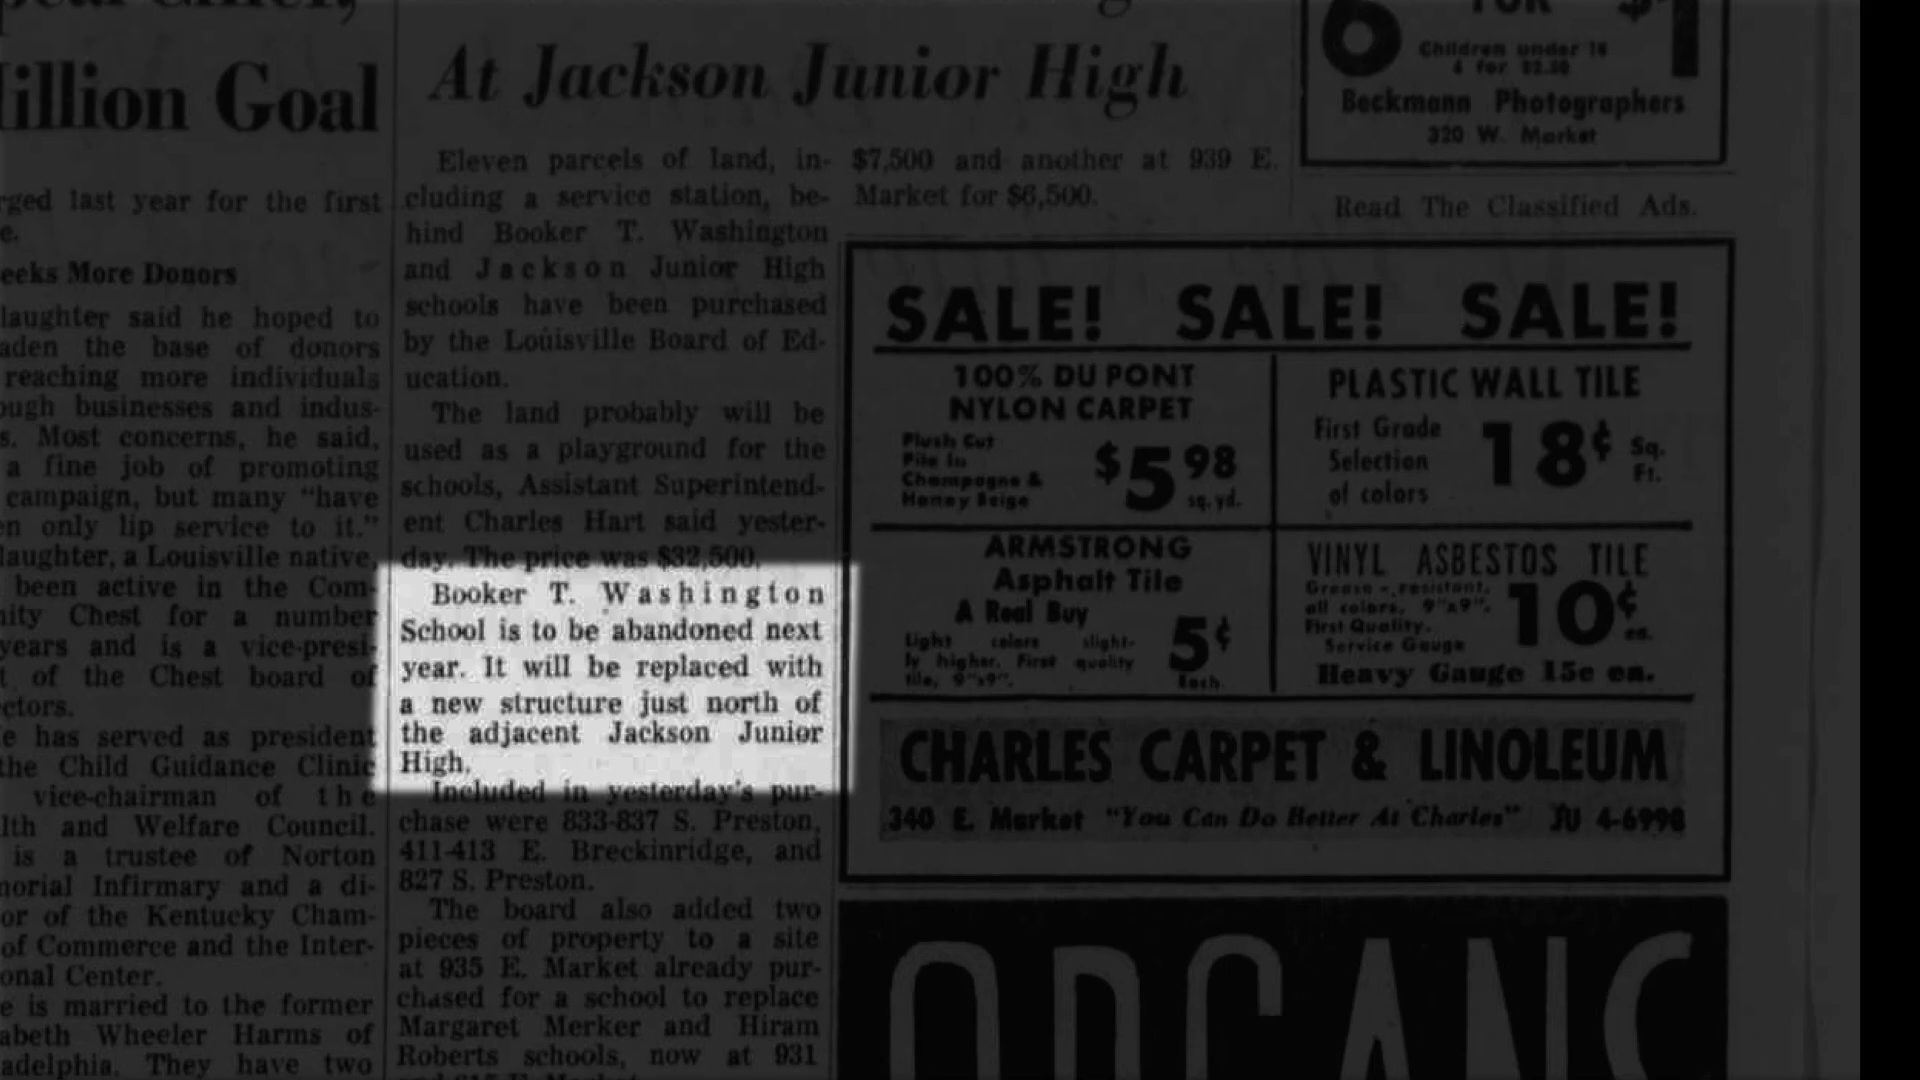 illion Goal
rged last year for the first
e.
eeks More Donors
laughter said he hoped to
aden the base of donors
reaching more individuals
ough businesses and indus-
s. Most concerns, he said,
a fine job of promoting
campaign, but many "have
en only lip service to it."
laughter, a Louisville native,
been active in the Com-
nity Chest for a number
years and is a vice-presi-
t of the Chest board of
ectors.
e has served as president
the Child Guidance Clinic
vice-chairman of the
lth and Welfare Council.
is a trustee of Norton
morial Infirmary and a di-
or of the Kentucky Cham-
of Commerce and the Inter-
onal Center.
e is married to the former
abeth Wheeler Harms of
adelphia. They have two
At Jackson Junior High
Eleven parcels of land, in-
cluding a service station, be-
hind Booker T. Washington
and Jackson Junior High
schools have been purchased
by the Louisville Board of Ed-
ucation.
The land probably will be
used as a playground for the
schools, Assistant Superintend-
ent Charles Hart said yester-
day. The price was $32,500.
Booker T. Washington
School is to be abandoned next
year. It will be replaced with
a new structure just north of
the adjacent Jackson Junior
High.
Included in yesterday's pur-
chase were 833-837 S. Preston,
411-413 E. Breckinridge, and
827 S. Preston.
The board also added two
pieces of property to a site
at 935 E. Market already pur-
chased for a school to replace
Margaret Merker and Hiram
Roberts schools, now at 931
$7,500 and another at 939 E.
Market for $6,500.
6 FOR $1
Children under 16
4 for $2.50
Beckmann Photographers
320 W. Market
Read The Classified Ads.
SALE! SALE! SALE!
100% DU PONT
NYLON CARPET
Plush Cut
Pile In
Champagne &
Honey Beige
$5 98
sq. yd.
PLASTIC WALL TILE
First Grade
Selection
of colors
18¢ Sq. Ft.
ARMSTRONG
Asphalt Tile
A Real Buy
Light colors slight-
ly higher. First quality
tile, 9"x9".
5¢
Each
VINYL ASBESTOS TILE
Grease-resistant,
all colors, 9"x9".
First Quality.
Service Gauge
10¢ ea.
Heavy Gauge 15c ea.
CHARLES CARPET & LINOLEUM
340 E. Market "You Can Do Better At Charles" JU 4-6998
ORGANS